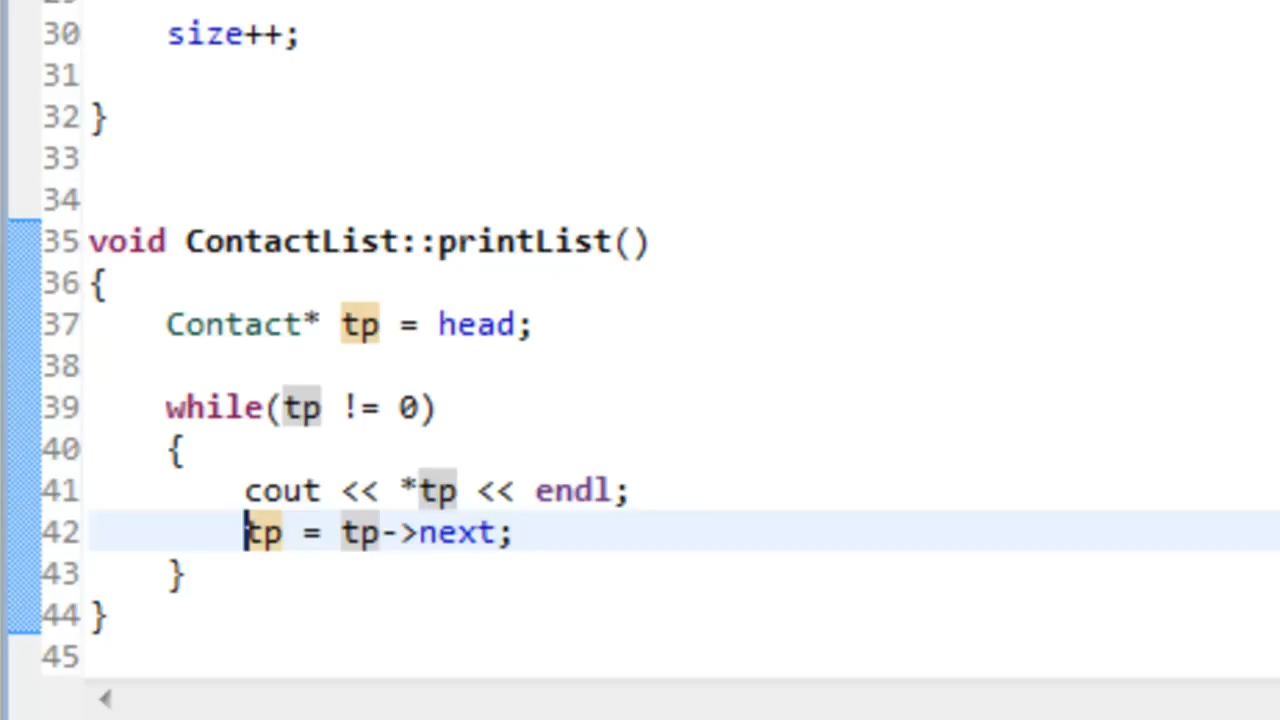 30 size++;
31
32 }
33
34
35 void ContactList::printList()
36 {
37 Contact* tp = head;
38
39 while(tp != 0)
40 {
41 cout << *tp << endl;
42 tp = tp->next;
43 }
44 }
45